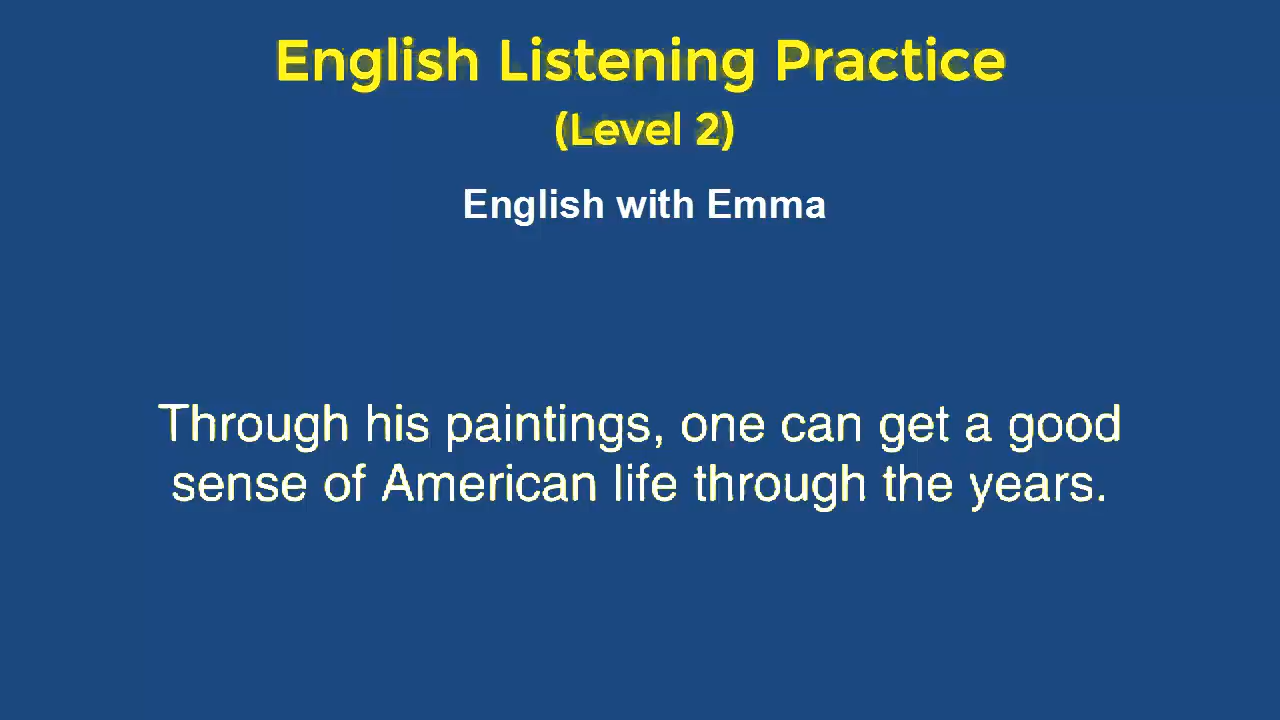 English Listening Practice
(Level 2)
English with Emma
Through his paintings, one can get a good
sense of American life through the years.